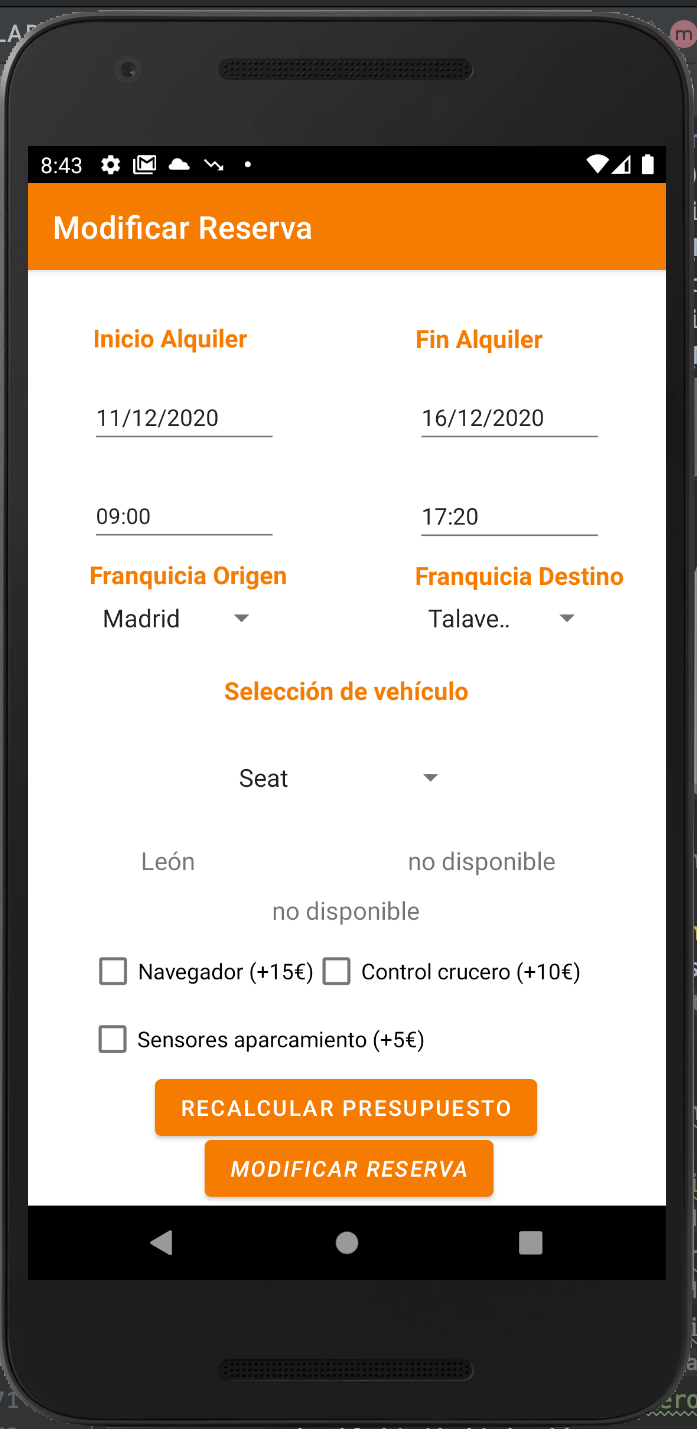 8:43
Modificar Reserva
Inicio Alquiler Fin Alquiler
11/12/2020 16/12/2020
09:00 17:20
Franquicia Origen Franquicia Destino
Madrid Talave..
Selección de vehículo
Seat
León no disponible
no disponible
Navegador (+15€) Control crucero (+10€)
Sensores aparcamiento (+5€)
RECALCULAR PRESUPUESTO
MODIFICAR RESERVA